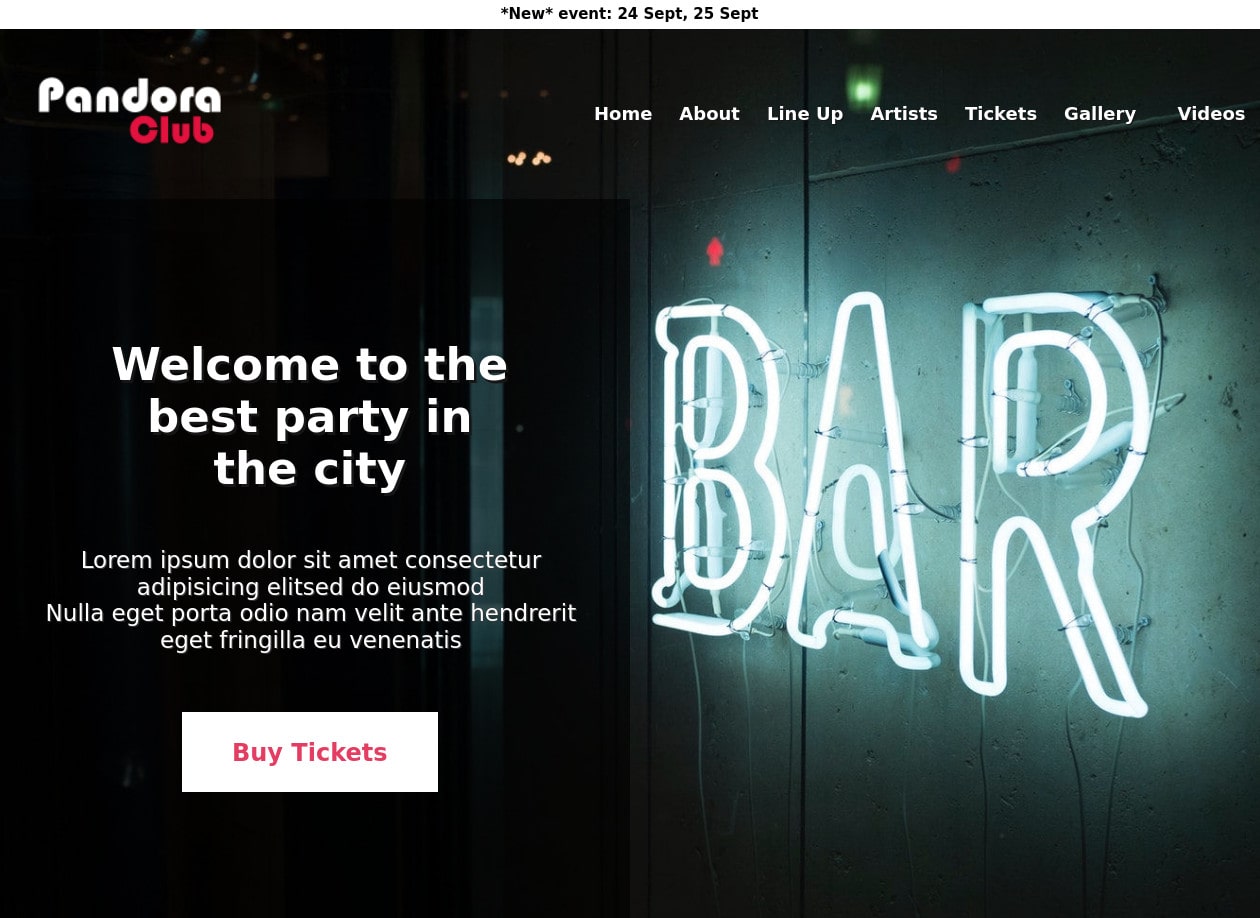 *New* event: 24 Sept, 25 Sept
Pandora
Club
Home About Line Up Artists Tickets Gallery Videos
Welcome to the
best party in
the city
Lorem ipsum dolor sit amet consectetur
adipisicing elitsed do eiusmod
Nulla eget porta odio nam velit ante hendrerit
eget fringilla eu venenatis
Buy Tickets
BAR